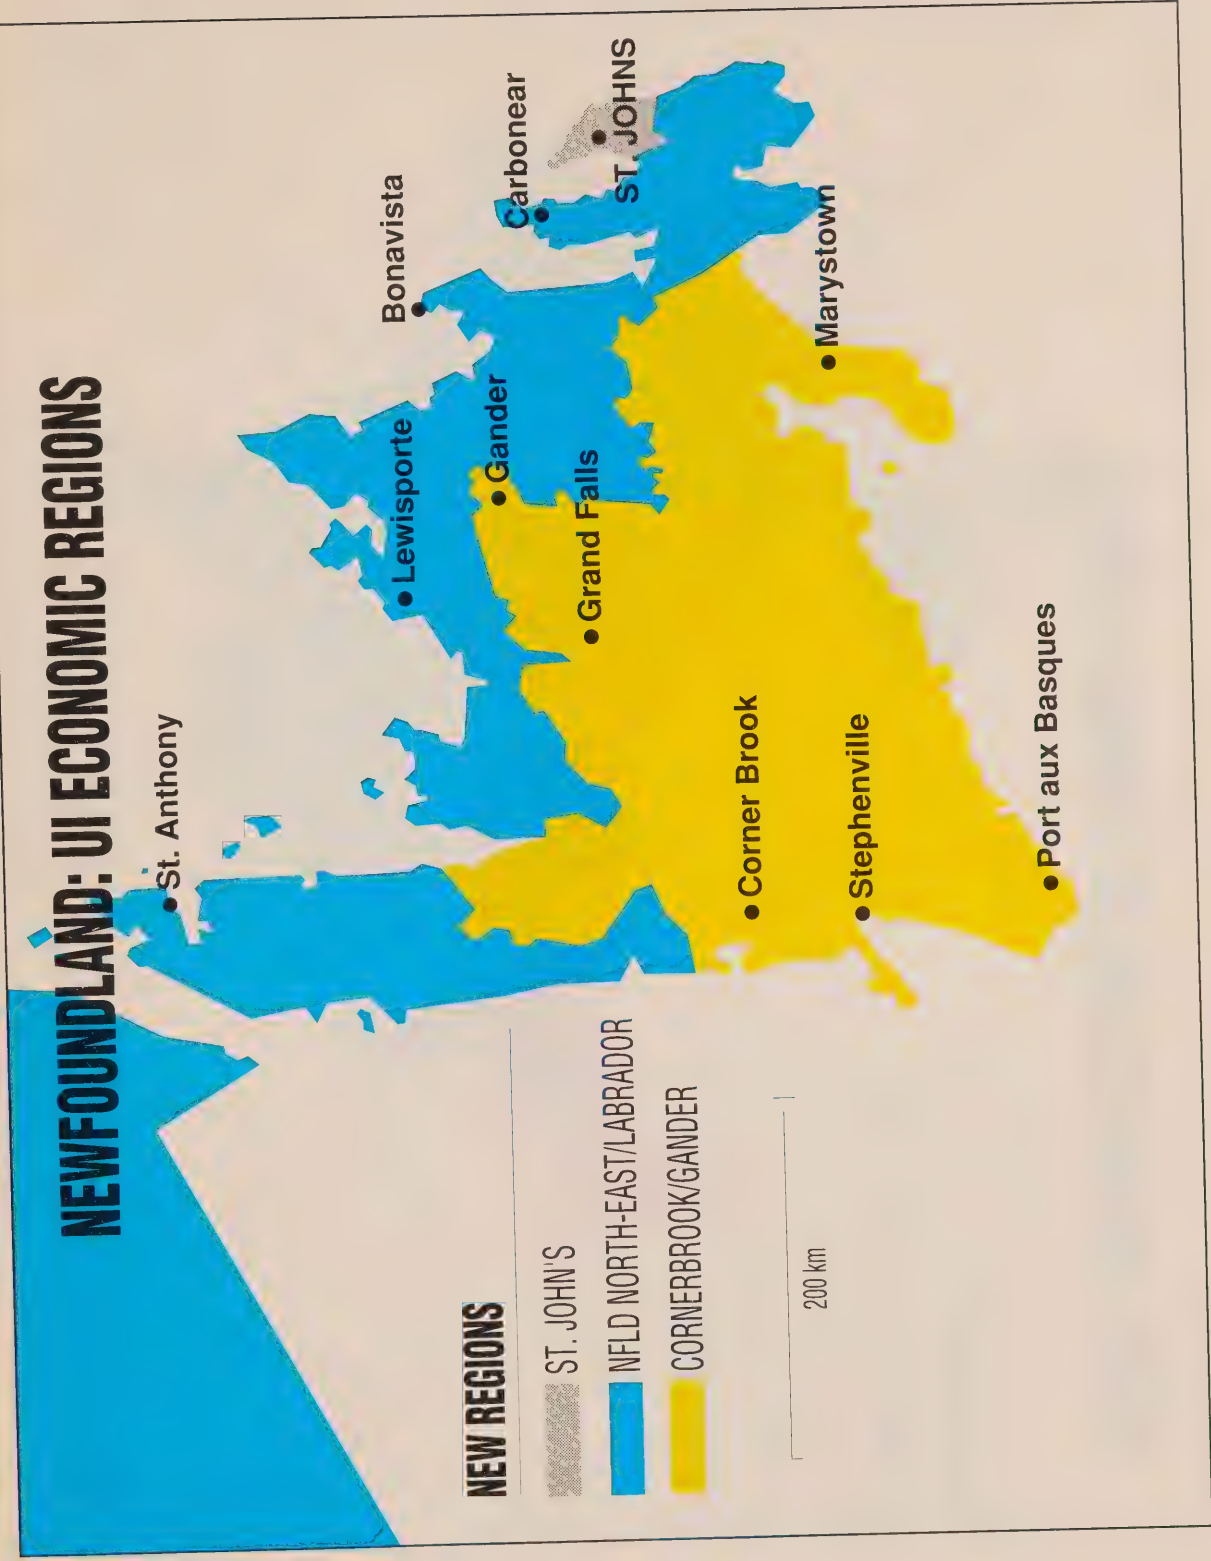 NEWFOUNDLAND: UI ECONOMIC REGIONS
St. Anthony
Bonavista
Carbonear
ST. JOHNS
Lewisporte
Gander
Grand Falls
Marystown
Corner Brook
Stephenville
Port aux Basques
NEW REGIONS
ST. JOHN'S
NFLD NORTH-EAST/LABRADOR
CORNERBROOK/GANDER
200 km